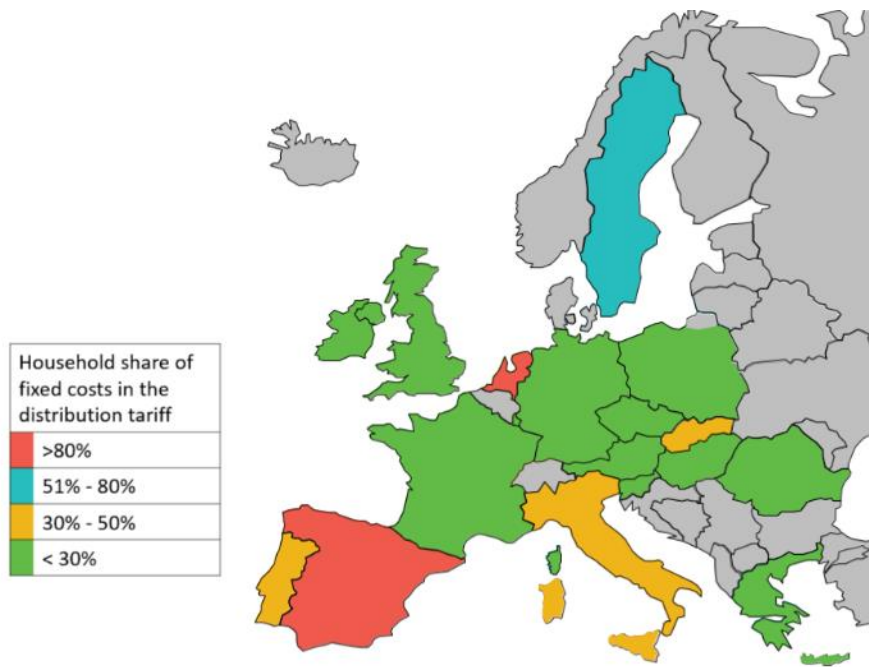 Household share of
fixed costs in the
distribution tariff
>80%
51% - 80%
30% - 50%
< 30%